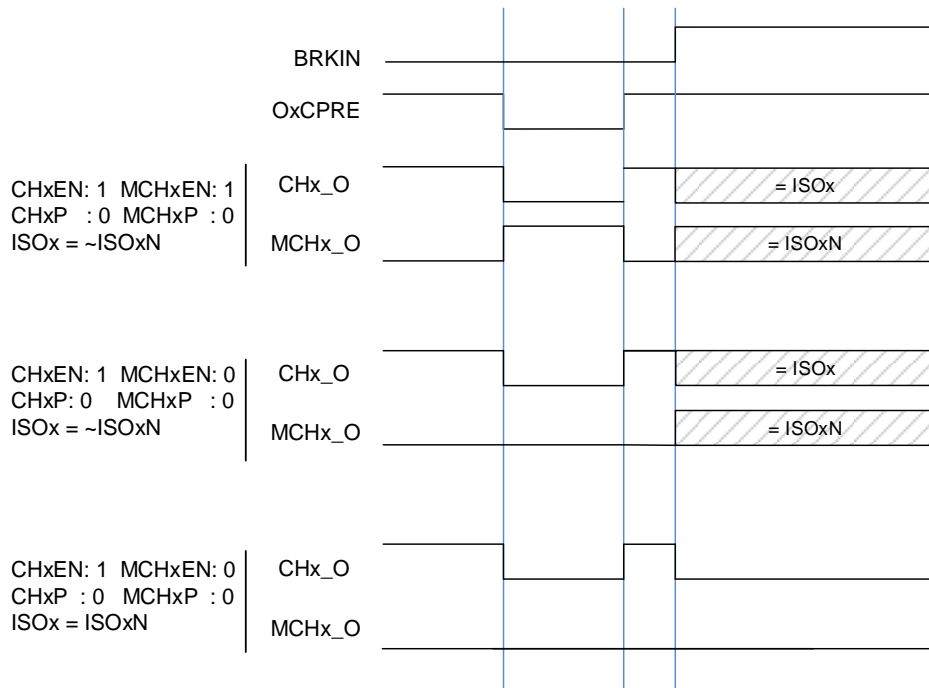 BRKIN
OxCPRE
CHxEN: 1 MCHxEN: 1
CHxP : 0 MCHxP : 0
ISOx = ~ISOxN
CHx_O
= ISOx
MCHx_O
= ISOxN
CHxEN: 1 MCHxEN: 0
CHxP: 0 MCHxP : 0
ISOx = ~ISOxN
CHx_O
= ISOx
MCHx_O
= ISOxN
CHxEN: 1 MCHxEN: 0
CHxP : 0 MCHxP : 0
ISOx = ISOxN
CHx_O
MCHx_O